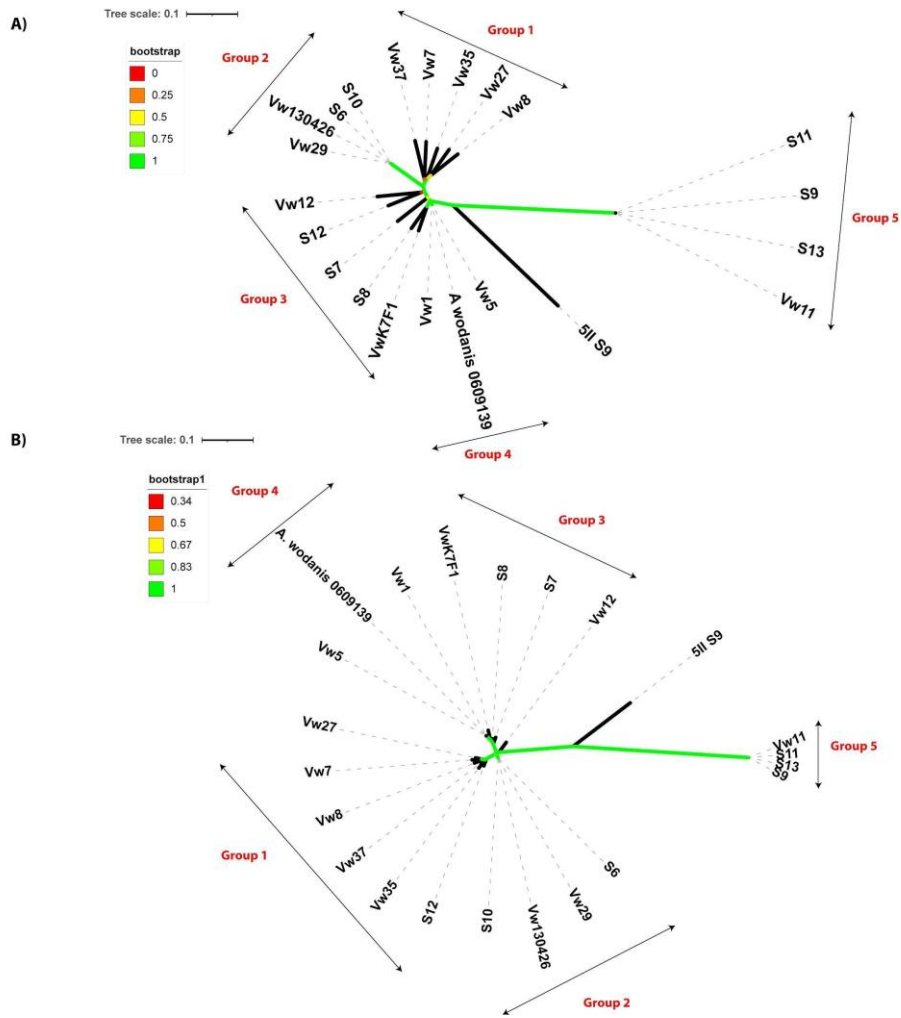 A)
Tree scale: 0.1
bootstrap
0
0.25
0.5
0.75
1
Group 1
Group 2
Vw37
Vw7
Vw35
Vw27
Vw8
S10
S6
Vw130426
Vw29
Vw12
S12
S7
S8
VwK7F1
Vw1
A wodanis 0609139
Vw5
5II S9
S11
S9
S13
Vw11
Group 5
Group 3
Group 4
B)
Tree scale: 0.1
bootstrap1
0.34
0.5
0.67
0.83
1
Group 4
Group 3
A. wodanis 0609139
Vw1
VwK7F1
S8
S7
Vw12
5II S9
Vw5
Vw27
Vw7
Vw8
Vw37
Vw35
S12
S10
Vw130426
Vw29
S6
Vw11
S11
S13
S9
Group 5
Group 1
Group 2